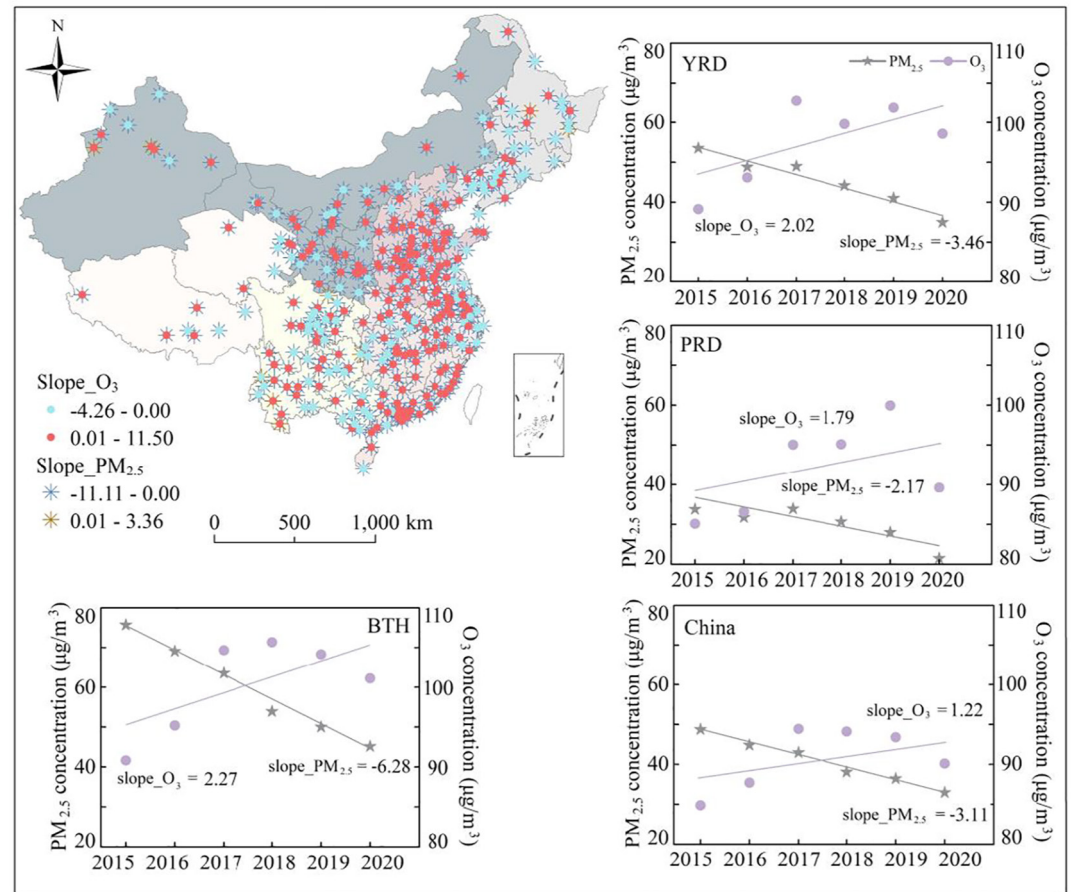 N
Slope_O₃
-4.26 - 0.00
0.01 - 11.50
Slope_PM₂.₅
-11.11 - 0.00
0.01 - 3.36
0 500 1,000 km
YRD
PM₂.₅ O₃
PM₂.₅ concentration (μg/m³)
O₃ concentration (μg/m³)
80 110
60 100
40 90
20 80
slope_O₃ = 2.02
slope_PM₂.₅ = -3.46
2015 2016 2017 2018 2019 2020
PRD
PM₂.₅ concentration (μg/m³)
O₃ concentration (μg/m³)
80 110
60 100
40 90
20 80
slope_O₃ =1.79
slope_PM₂.₅ = -2.17
2015 2016 2017 2018 2019 2020
BTH
PM₂.₅ concentration (μg/m³)
O₃ concentration (μg/m³)
80 110
60 100
40 90
20 80
slope_O₃ = 2.27
slope_PM₂.₅ = -6.28
2015 2016 2017 2018 2019 2020
China
PM₂.₅ concentration (μg/m³)
O₃ concentration (μg/m³)
80 110
60 100
40 90
20 80
slope_O₃ =1.22
slope_PM₂.₅ = -3.11
2015 2016 2017 2018 2019 2020